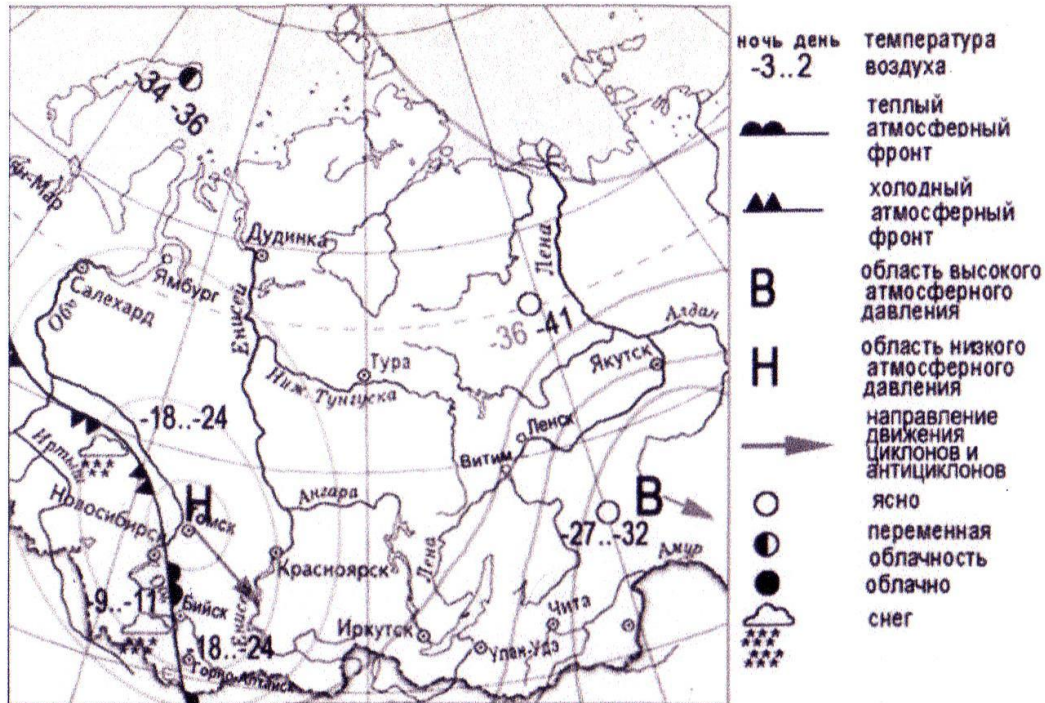 -34 -36
Дудинка
Ямбург
Салехард
Обь
Енисей
Лена
-36 -41
Алдан
Якутск
Тура
Ниж. Тунгуска
Ленск
Витим
-18..-24
Иртыш
Н
Новосибирск
Ангара
Красноярск
Лена
В
-27..-32
Амур
-9..-11
Бийск
Енисей
18..-24
Горно-Алтайск
Иркутск
Улан-Удэ
Чита
ночь день температура
-3..2 воздуха
теплый
атмосферный
фронт
холодный
атмосферный
фронт
В
область высокого
атмосферного
давления
Н
область низкого
атмосферного
давления
направление
движения
циклонов и
антициклонов
ясно
переменная
облачность
облачно
снег